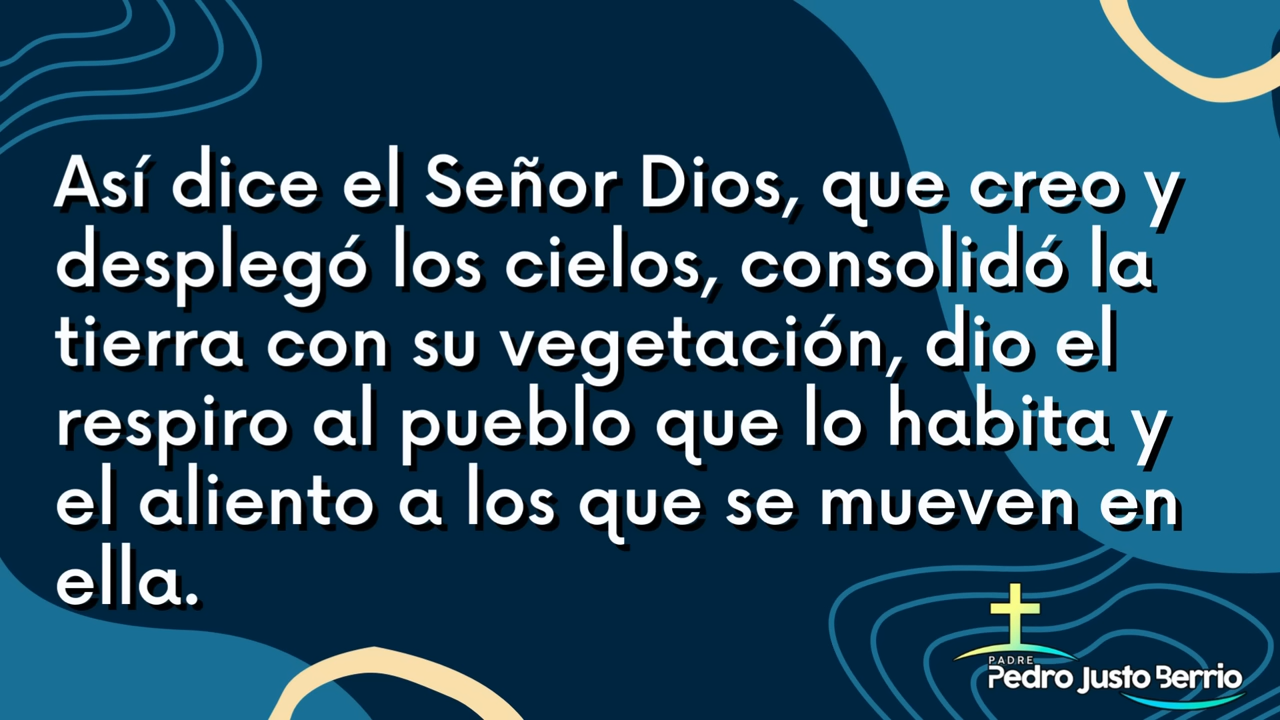 Así dice el Señor Dios, que creo y
desplegó los cielos, consolidó la
tierra con su vegetación, dio el
respiro al pueblo que lo habita y
el aliento a los que se mueven en
ella.
PADRE
Pedro Justo Berrio